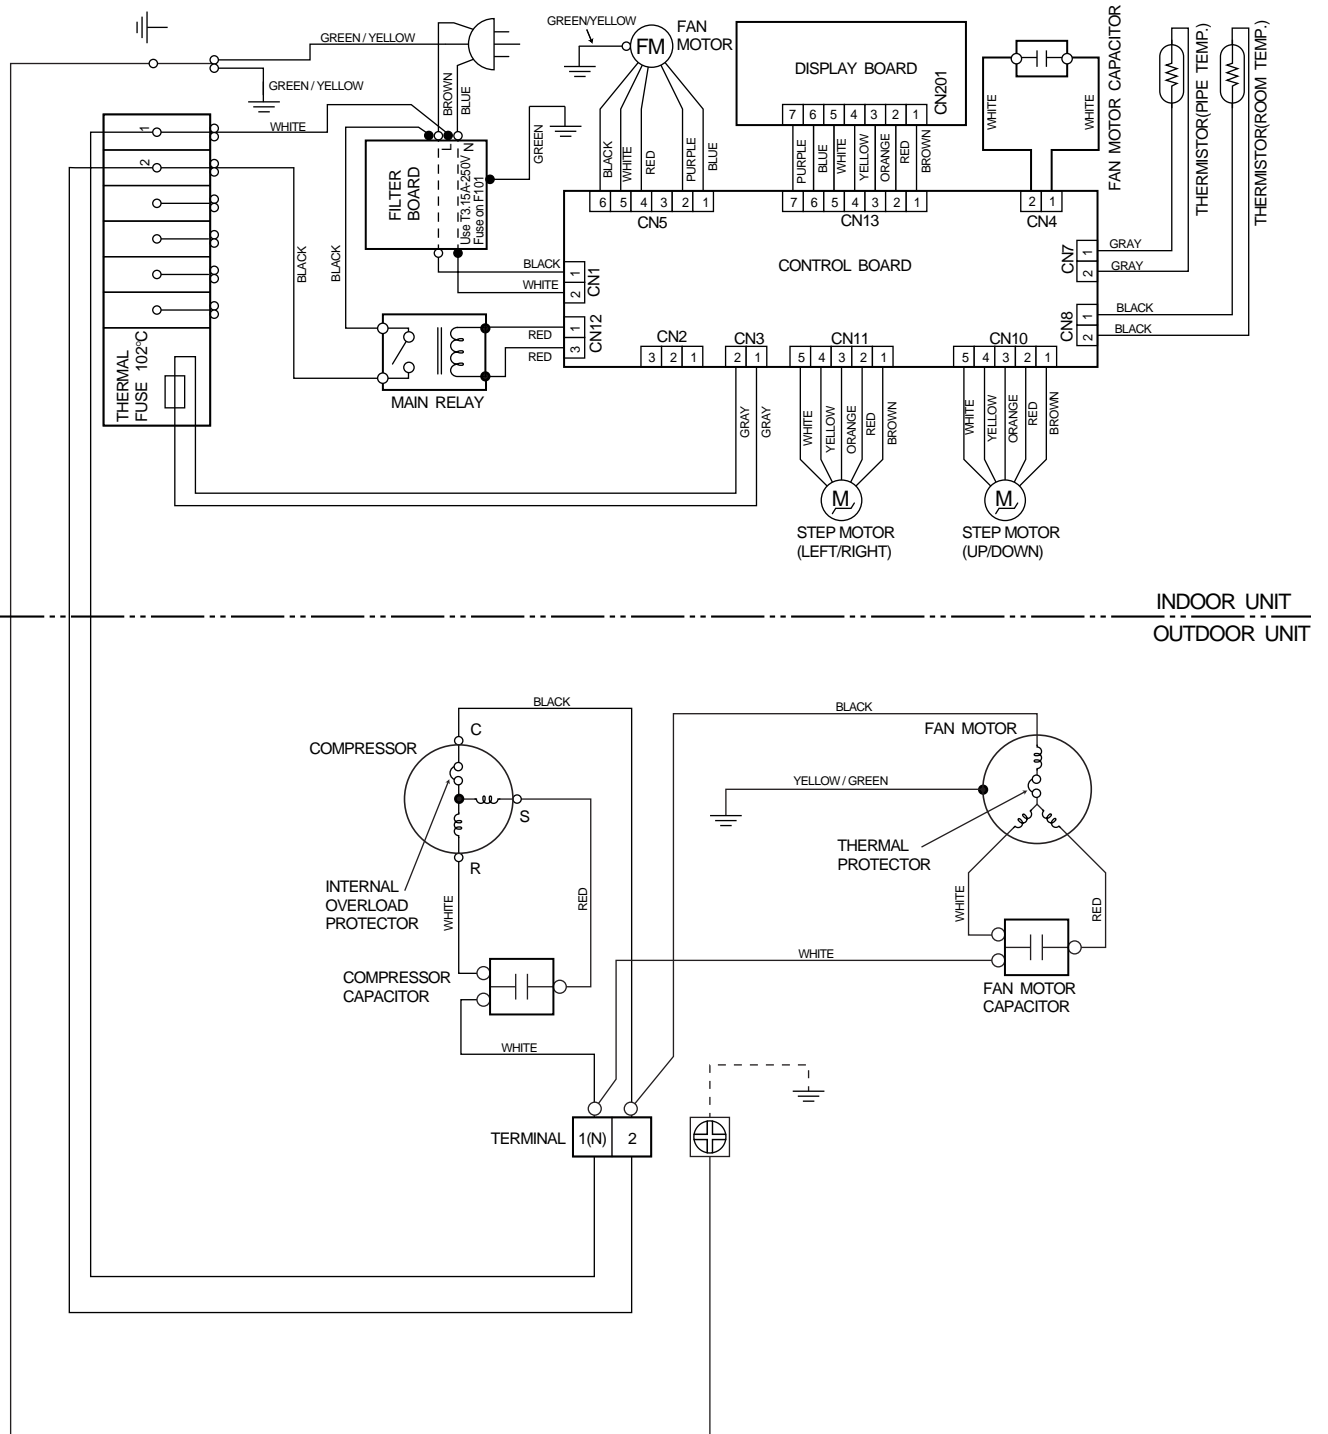 GREEN / YELLOW
GREEN / YELLOW
WHITE
BROWN
BLUE
GREEN/YELLOW
FM
FAN
MOTOR
DISPLAY BOARD
CN201
7 6 5 4 3 2 1
WHITE
WHITE
FAN MOTOR CAPACITOR
THERMISTOR(PIPE TEMP.)
THERMISTOR(ROOM TEMP.)
1
2
THERMAL
FUSE 102°C
BLACK
BLACK
FILTER
BOARD
L
N
Use T3.15A-250V
Fuse on F101
GREEN
BLACK
WHITE
RED
PURPLE
BLUE
PURPLE
BLUE
WHITE
YELLOW
ORANGE
RED
BROWN
6 5 4 3 2 1
CN5
7 6 5 4 3 2 1
CN13
2 1
CN4
CONTROL BOARD
BLACK
WHITE
1
2
CN1
RED
RED
1
3
CN12
CN7
1
2
GRAY
GRAY
CN8
1
2
BLACK
BLACK
MAIN RELAY
CN2
3 2 1
CN3
2 1
CN11
5 4 3 2 1
CN10
5 4 3 2 1
GRAY
GRAY
WHITE
YELLOW
ORANGE
RED
BROWN
WHITE
YELLOW
ORANGE
RED
BROWN
M
STEP MOTOR
(LEFT/RIGHT)
M
STEP MOTOR
(UP/DOWN)
INDOOR UNIT
OUTDOOR UNIT
BLACK
COMPRESSOR
C
S
R
INTERNAL
OVERLOAD
PROTECTOR
WHITE
RED
COMPRESSOR
CAPACITOR
WHITE
BLACK
FAN MOTOR
YELLOW / GREEN
THERMAL
PROTECTOR
WHITE
RED
WHITE
FAN MOTOR
CAPACITOR
TERMINAL
1(N) 2